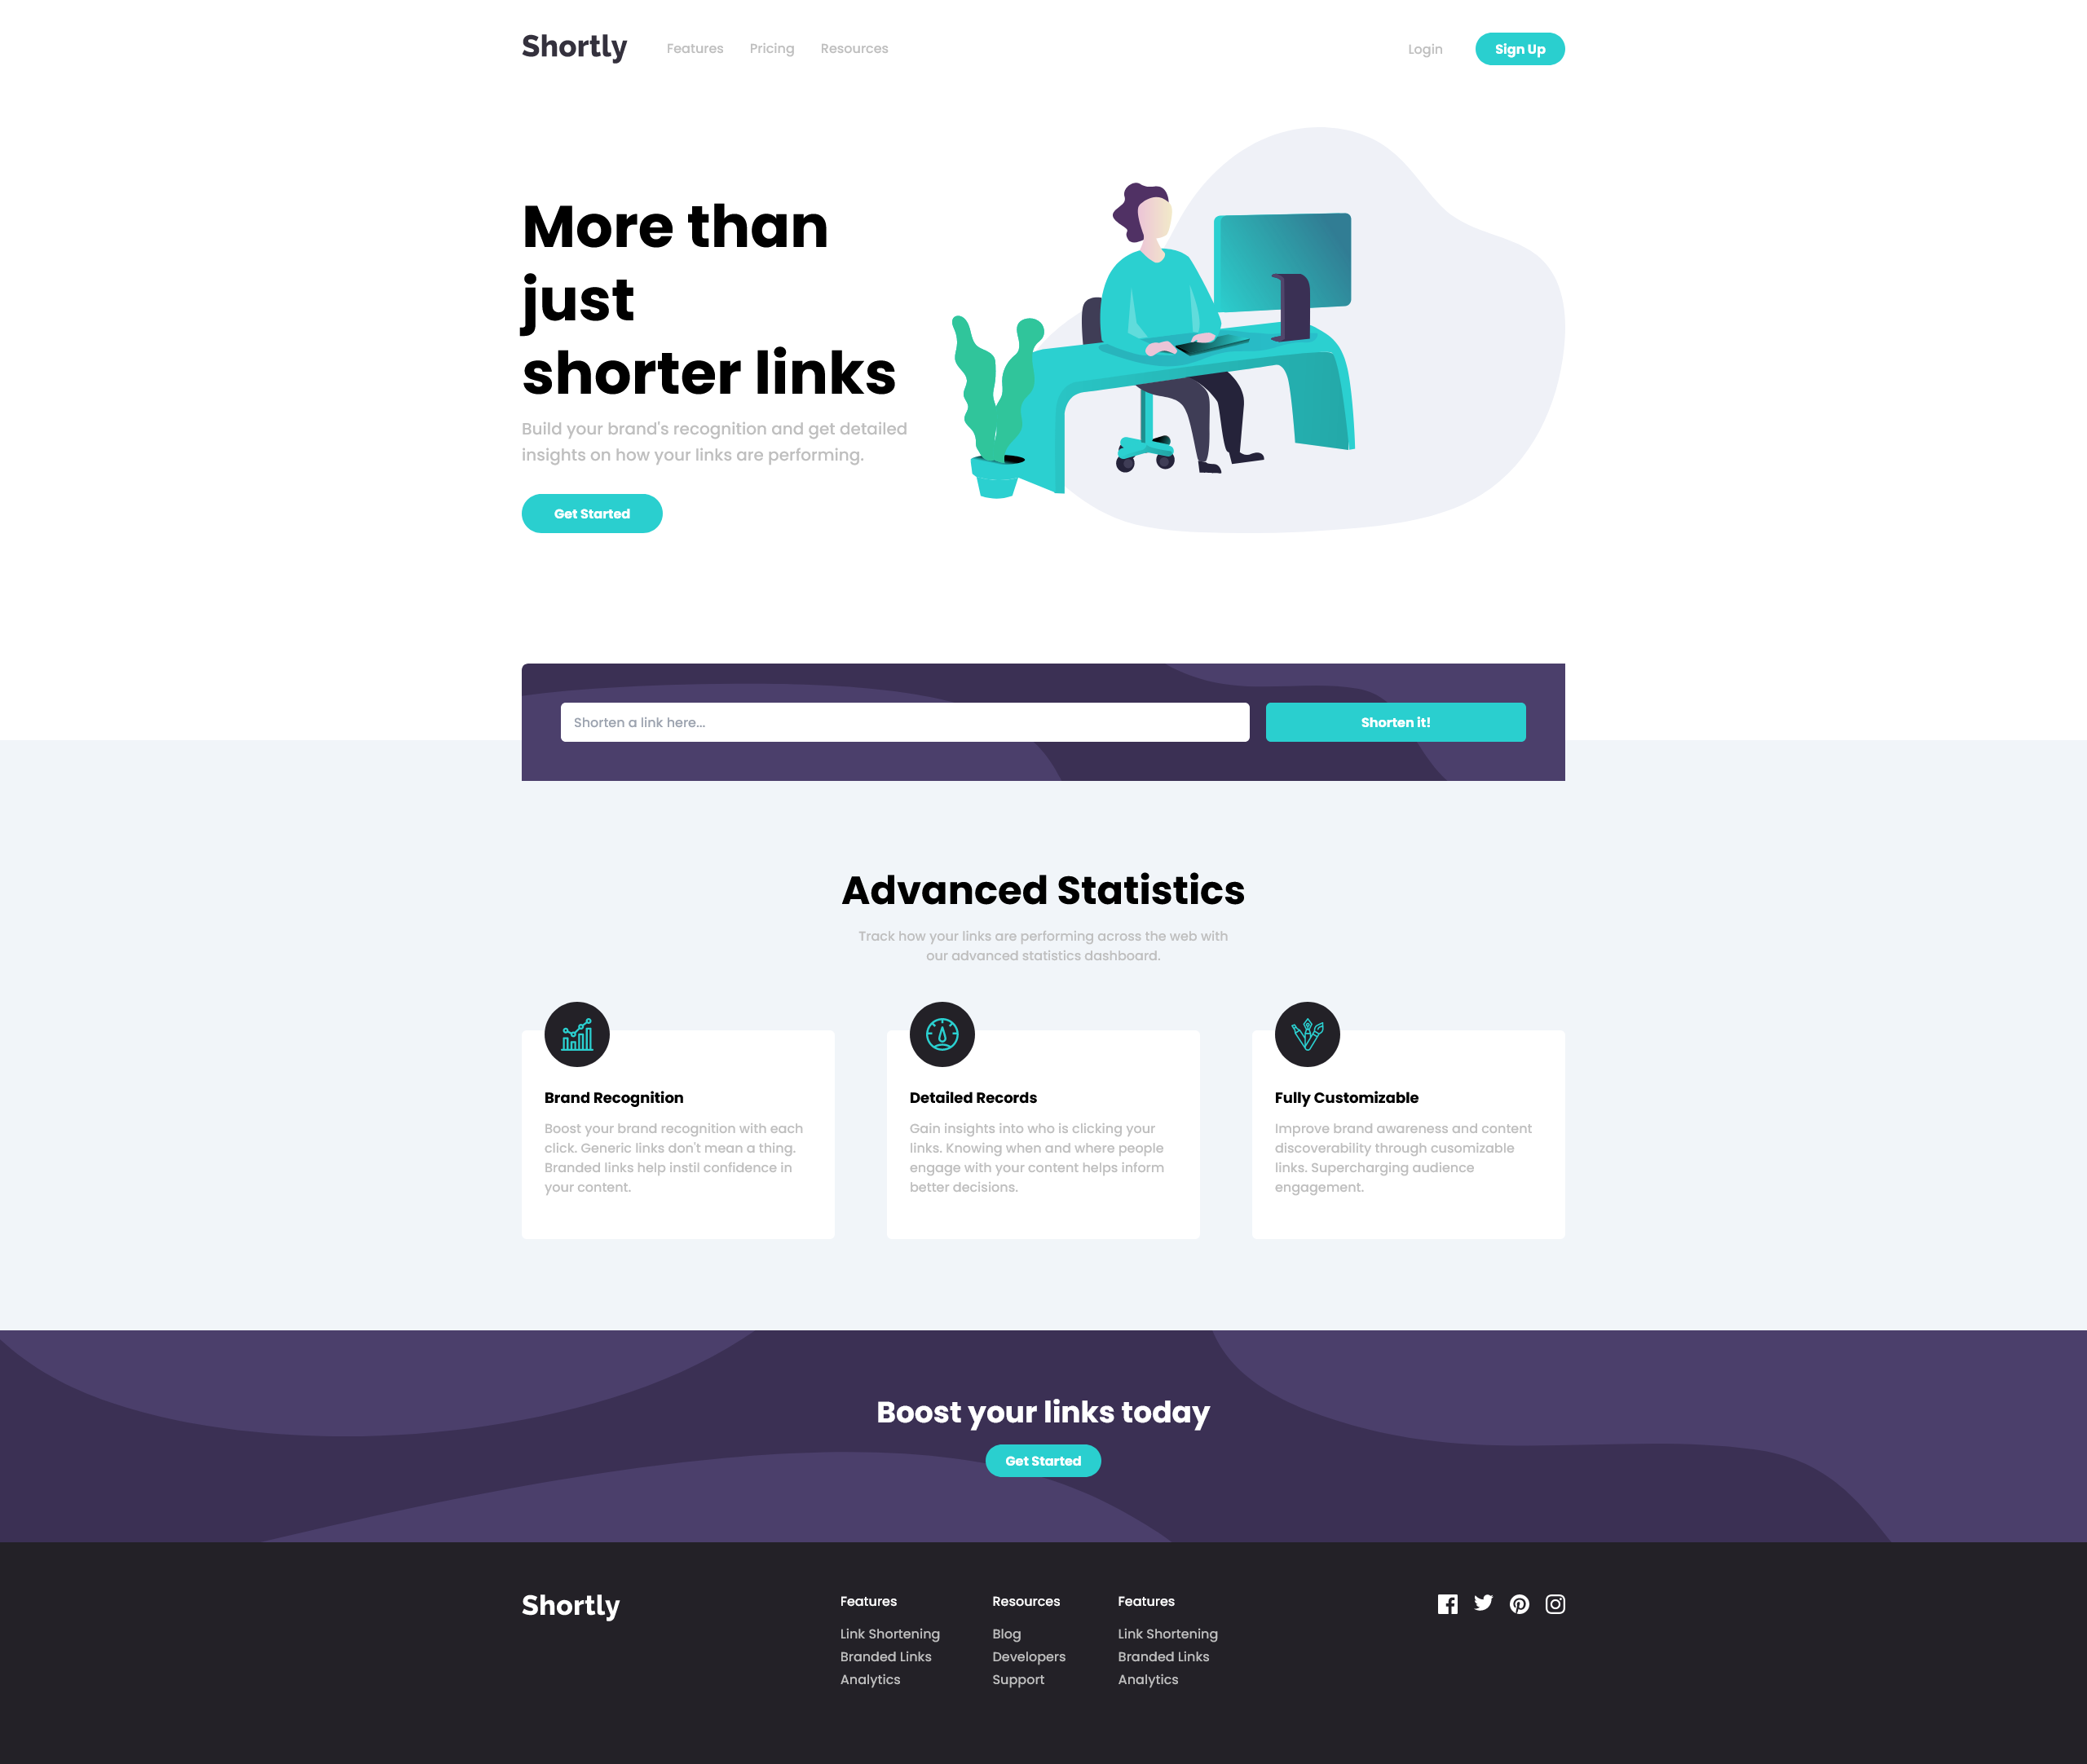 Shortly
Features
Pricing
Resources
Login
Sign Up
More than
just
shorter links
Build your brand's recognition and get detailed
insights on how your links are performing.
Get Started
Shorten a link here...
Shorten it!
Advanced Statistics
Track how your links are performing across the web with
our advanced statistics dashboard.
Brand Recognition
Boost your brand recognition with each
click. Generic links don't mean a thing.
Branded links help instil confidence in
your content.
Detailed Records
Gain insights into who is clicking your
links. Knowing when and where people
engage with your content helps inform
better decisions.
Fully Customizable
Improve brand awareness and content
discoverability through cusomizable
links. Supercharging audience
engagement.
Boost your links today
Get Started
Shortly
Features
Link Shortening
Branded Links
Analytics
Resources
Blog
Developers
Support
Features
Link Shortening
Branded Links
Analytics